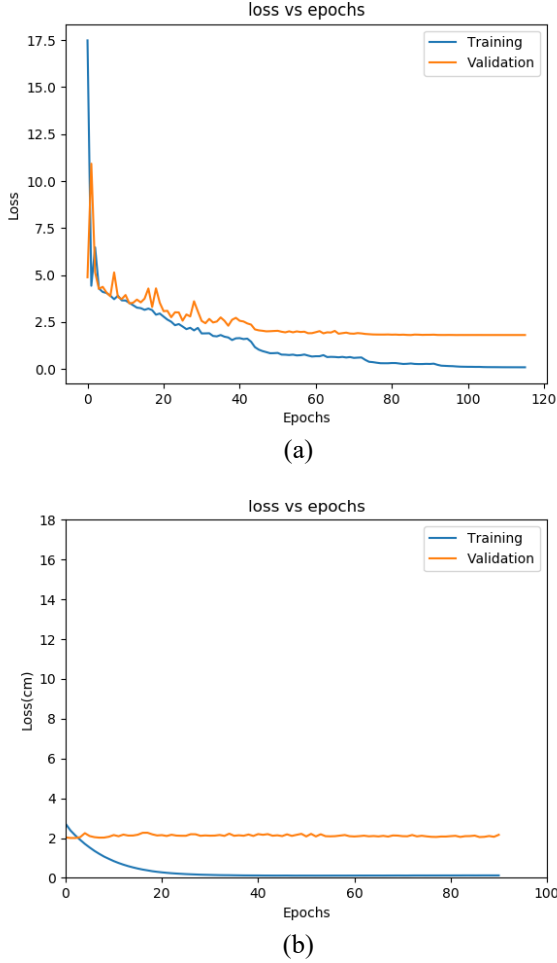 loss vs epochs
17.5
15.0
12.5
10.0
7.5
5.0
2.5
0.0
Loss
Training
Validation
0 20 40 60 80 100 120
Epochs
(a)
loss vs epochs
18
16
14
12
10
8
6
4
2
0
Loss(cm)
Training
Validation
0 20 40 60 80 100
Epochs
(b)